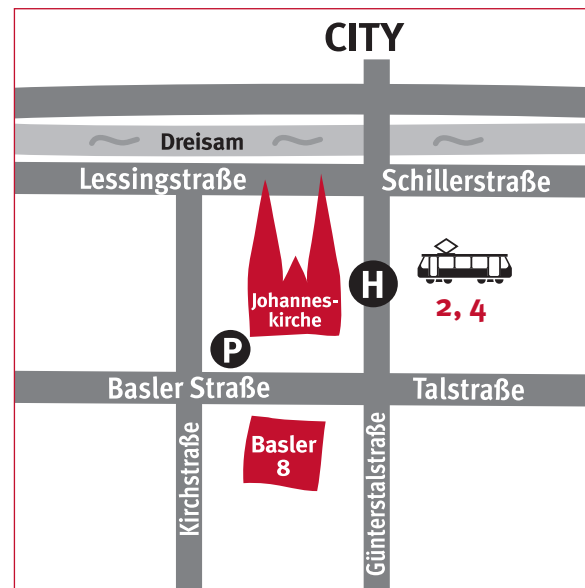 CITY
Dreisam
Lessingstraße
Schillerstraße
Johannes-
kirche
H
2, 4
P
Basler Straße
Talstraße
Basler
8
Kirchstraße
Günterstalstraße